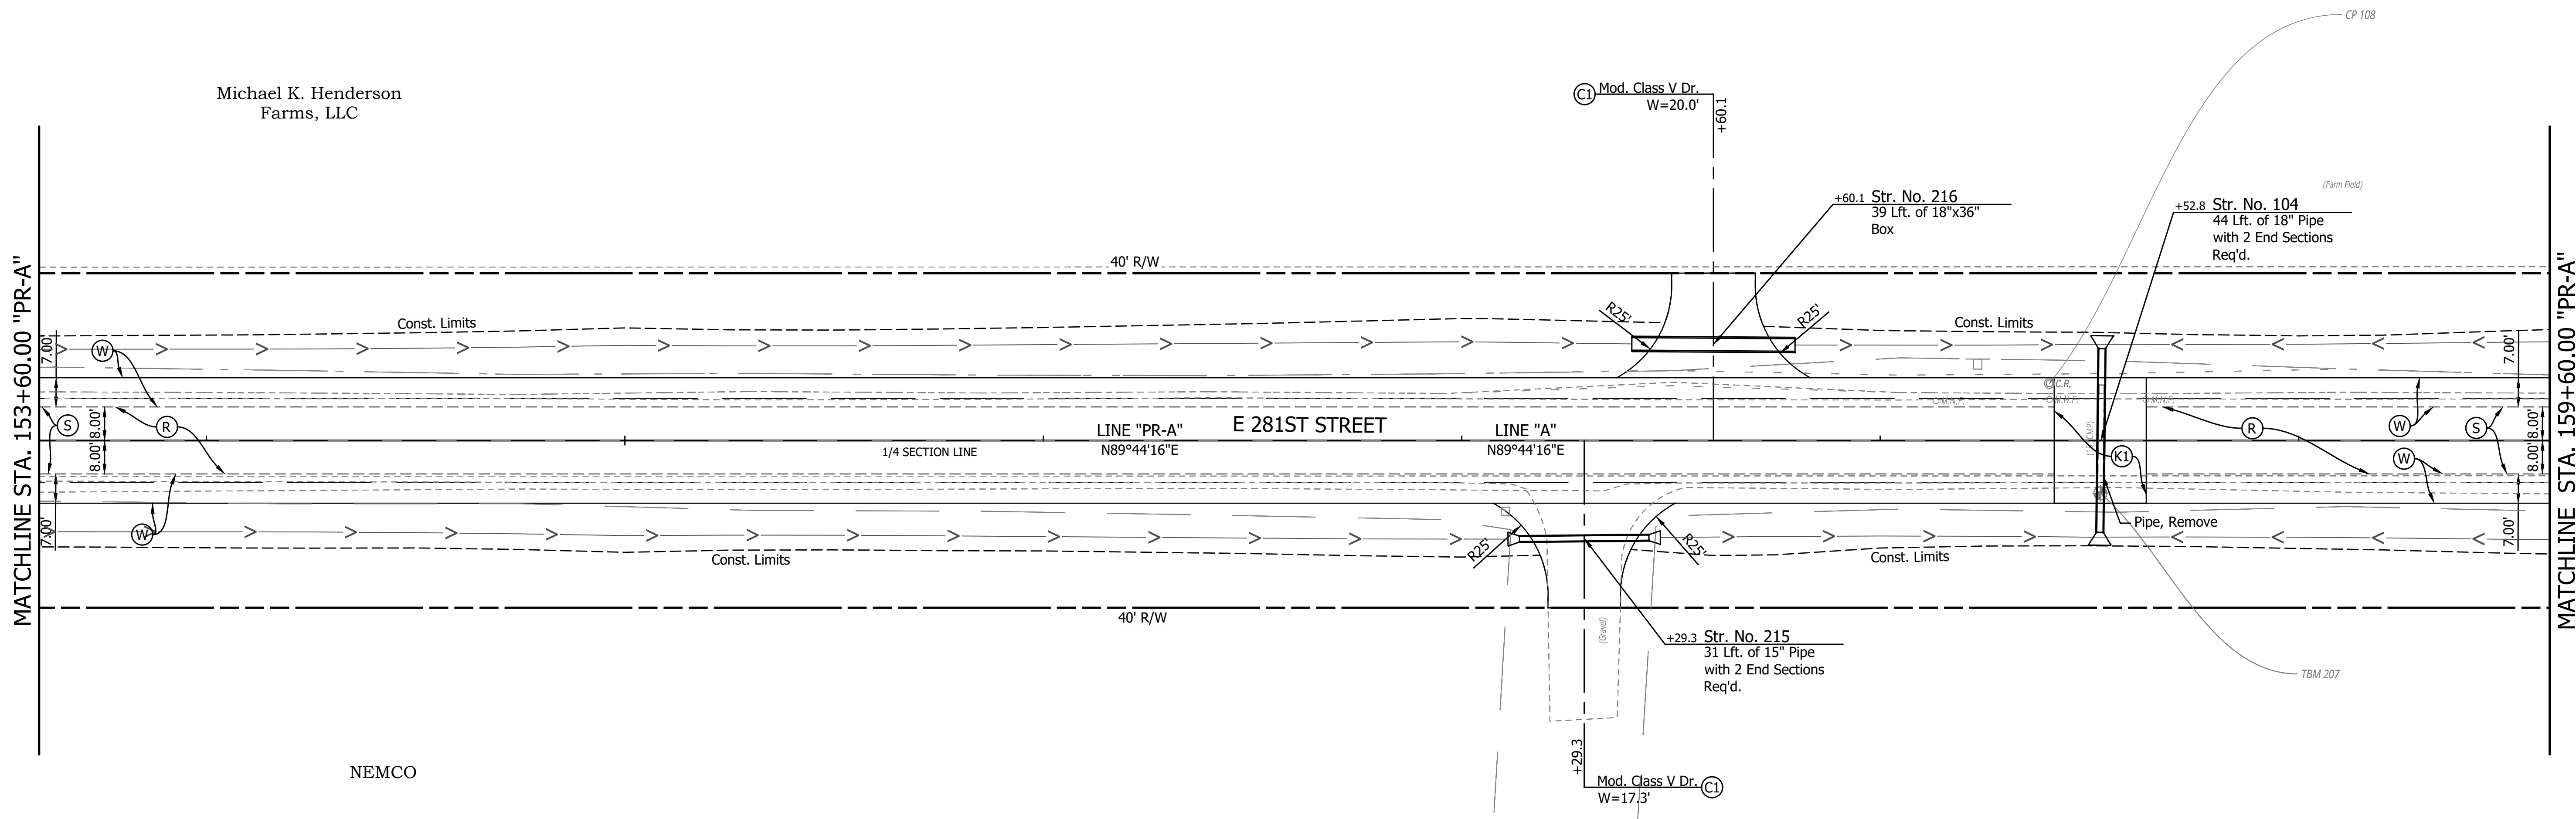 CP 108
Michael K. Henderson
Farms, LLC
C1
Mod. Class V Dr.
W=20.0'
+60.1
(Farm Field)
+60.1 Str. No. 216
39 Lft. of 18"x36"
Box
+52.8 Str. No. 104
44 Lft. of 18" Pipe
with 2 End Sections
Req'd.
MATCHLINE STA. 153+60.00 "PR-A"
MATCHLINE STA. 159+60.00 "PR-A"
40' R/W
R25'
R25'
Const. Limits
Const. Limits
7.00'
W
7.00'
C.R.
M.N.F.
M.N.F.
M.N.F.
S
8.00'
R
E 281ST STREET
LINE "PR-A"
LINE "A"
R
W
S
8.00'
8.00'
1/4 SECTION LINE
N89°44'16"E
N89°44'16"E
K1
W
8.00'
7.00'
W
R25'
R25'
Pipe, Remove
7.00'
Const. Limits
Const. Limits
40' R/W
(Gravel)
+29.3 Str. No. 215
31 Lft. of 15" Pipe
with 2 End Sections
Req'd.
TBM 207
+29.3
NEMCO
Mod. Class V Dr.
C1
W=17.3'